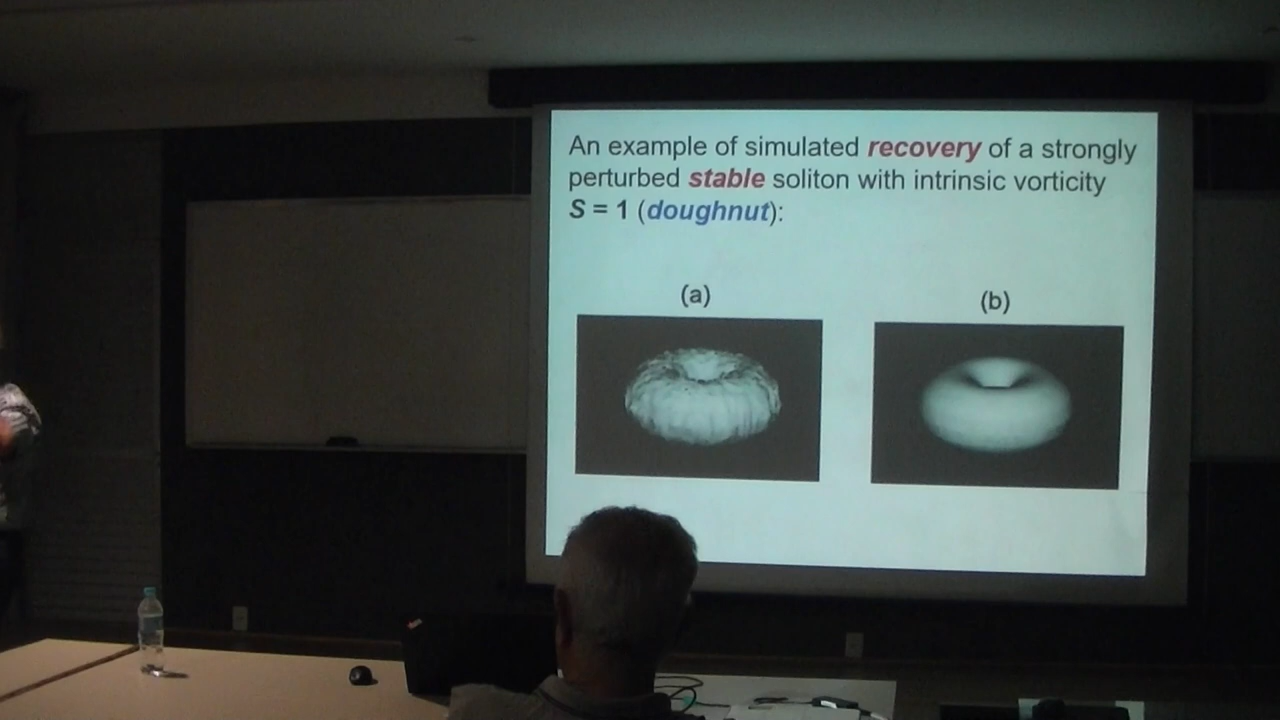 An example of simulated recovery of a strongly
perturbed stable soliton with intrinsic vorticity
S = 1 (doughnut):
(a)
(b)